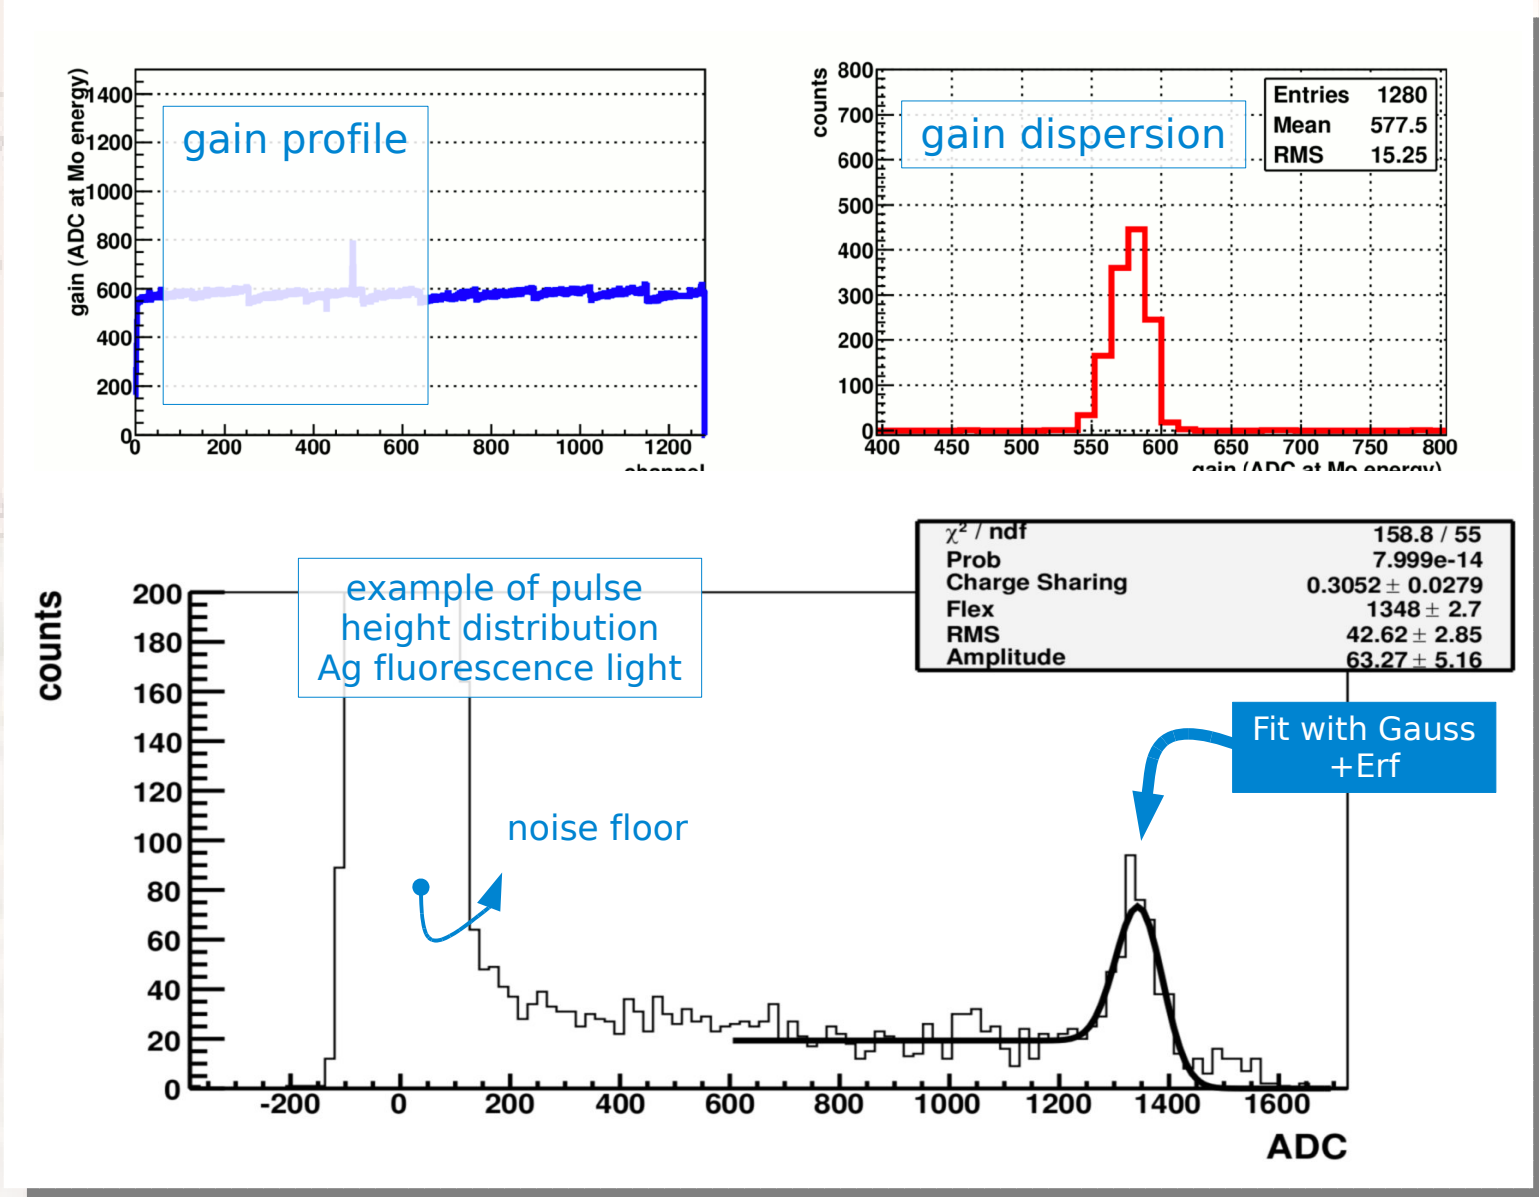 gain (ADC at Mo energy)
1400
1200
1000
800
600
400
200
0
gain profile
0 200 400 600 800 1000 1200
channel
counts
800
700
600
500
400
300
200
100
0
gain dispersion
Entries 1280
Mean 577.5
RMS 15.25
400 450 500 550 600 650 700 750 800
gain (ADC at Mo energy)
χ² / ndf 158.8 / 55
Prob 7.999e-14
Charge Sharing 0.3052 ± 0.0279
Flex 1348 ± 2.7
RMS 42.62 ± 2.85
Amplitude 63.27 ± 5.16
counts
200
180
160
140
120
100
80
60
40
20
0
example of pulse
height distribution
Ag fluorescence light
Fit with Gauss
+Erf
noise floor
-200 0 200 400 600 800 1000 1200 1400 1600
ADC